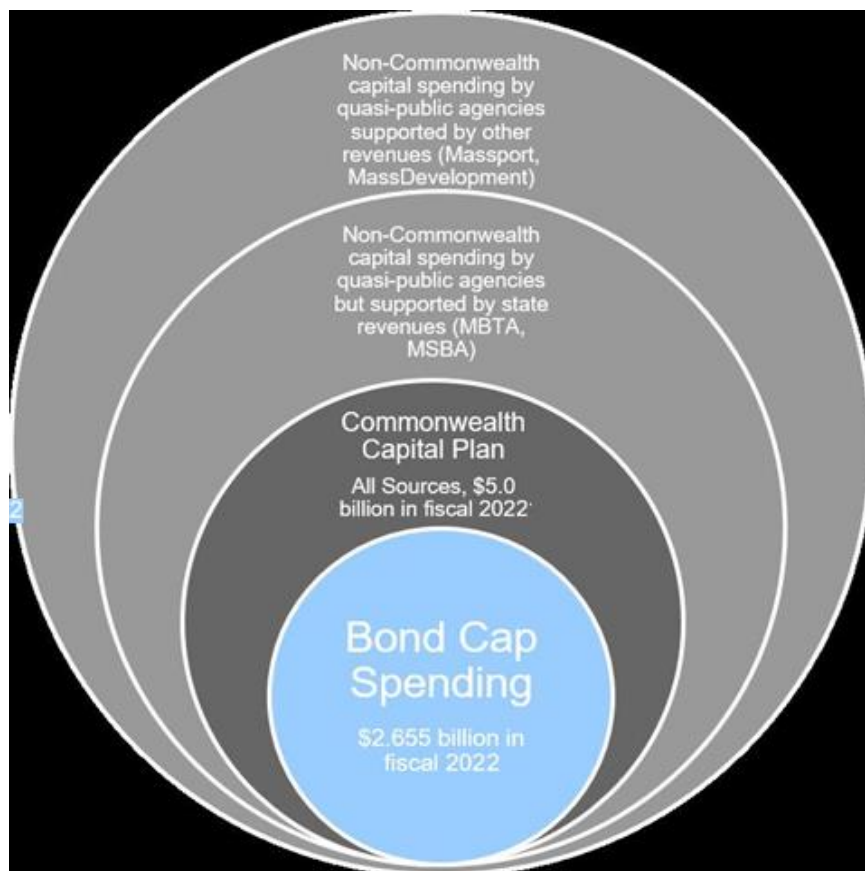 Non-Commonwealth
capital spending by
quasi-public agencies
supported by other
revenues (Massport,
MassDevelopment)
Non-Commonwealth
capital spending by
quasi-public agencies
but supported by state
revenues (MBTA,
MSBA)
Commonwealth
Capital Plan
All Sources, $5.0
billion in fiscal 2022
2
Bond Cap
Spending
$2.655 billion in
fiscal 2022